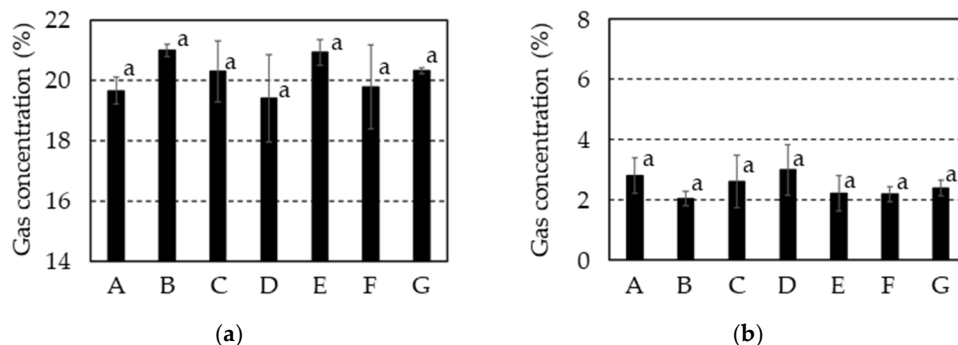 Gas concentration (%)
22
20
18
16
14
a
a
a
a
a
a
a
A B C D E F G
(a)
Gas concentration (%)
8
6
4
2
0
a
a
a
a
a
a
a
A B C D E F G
(b)